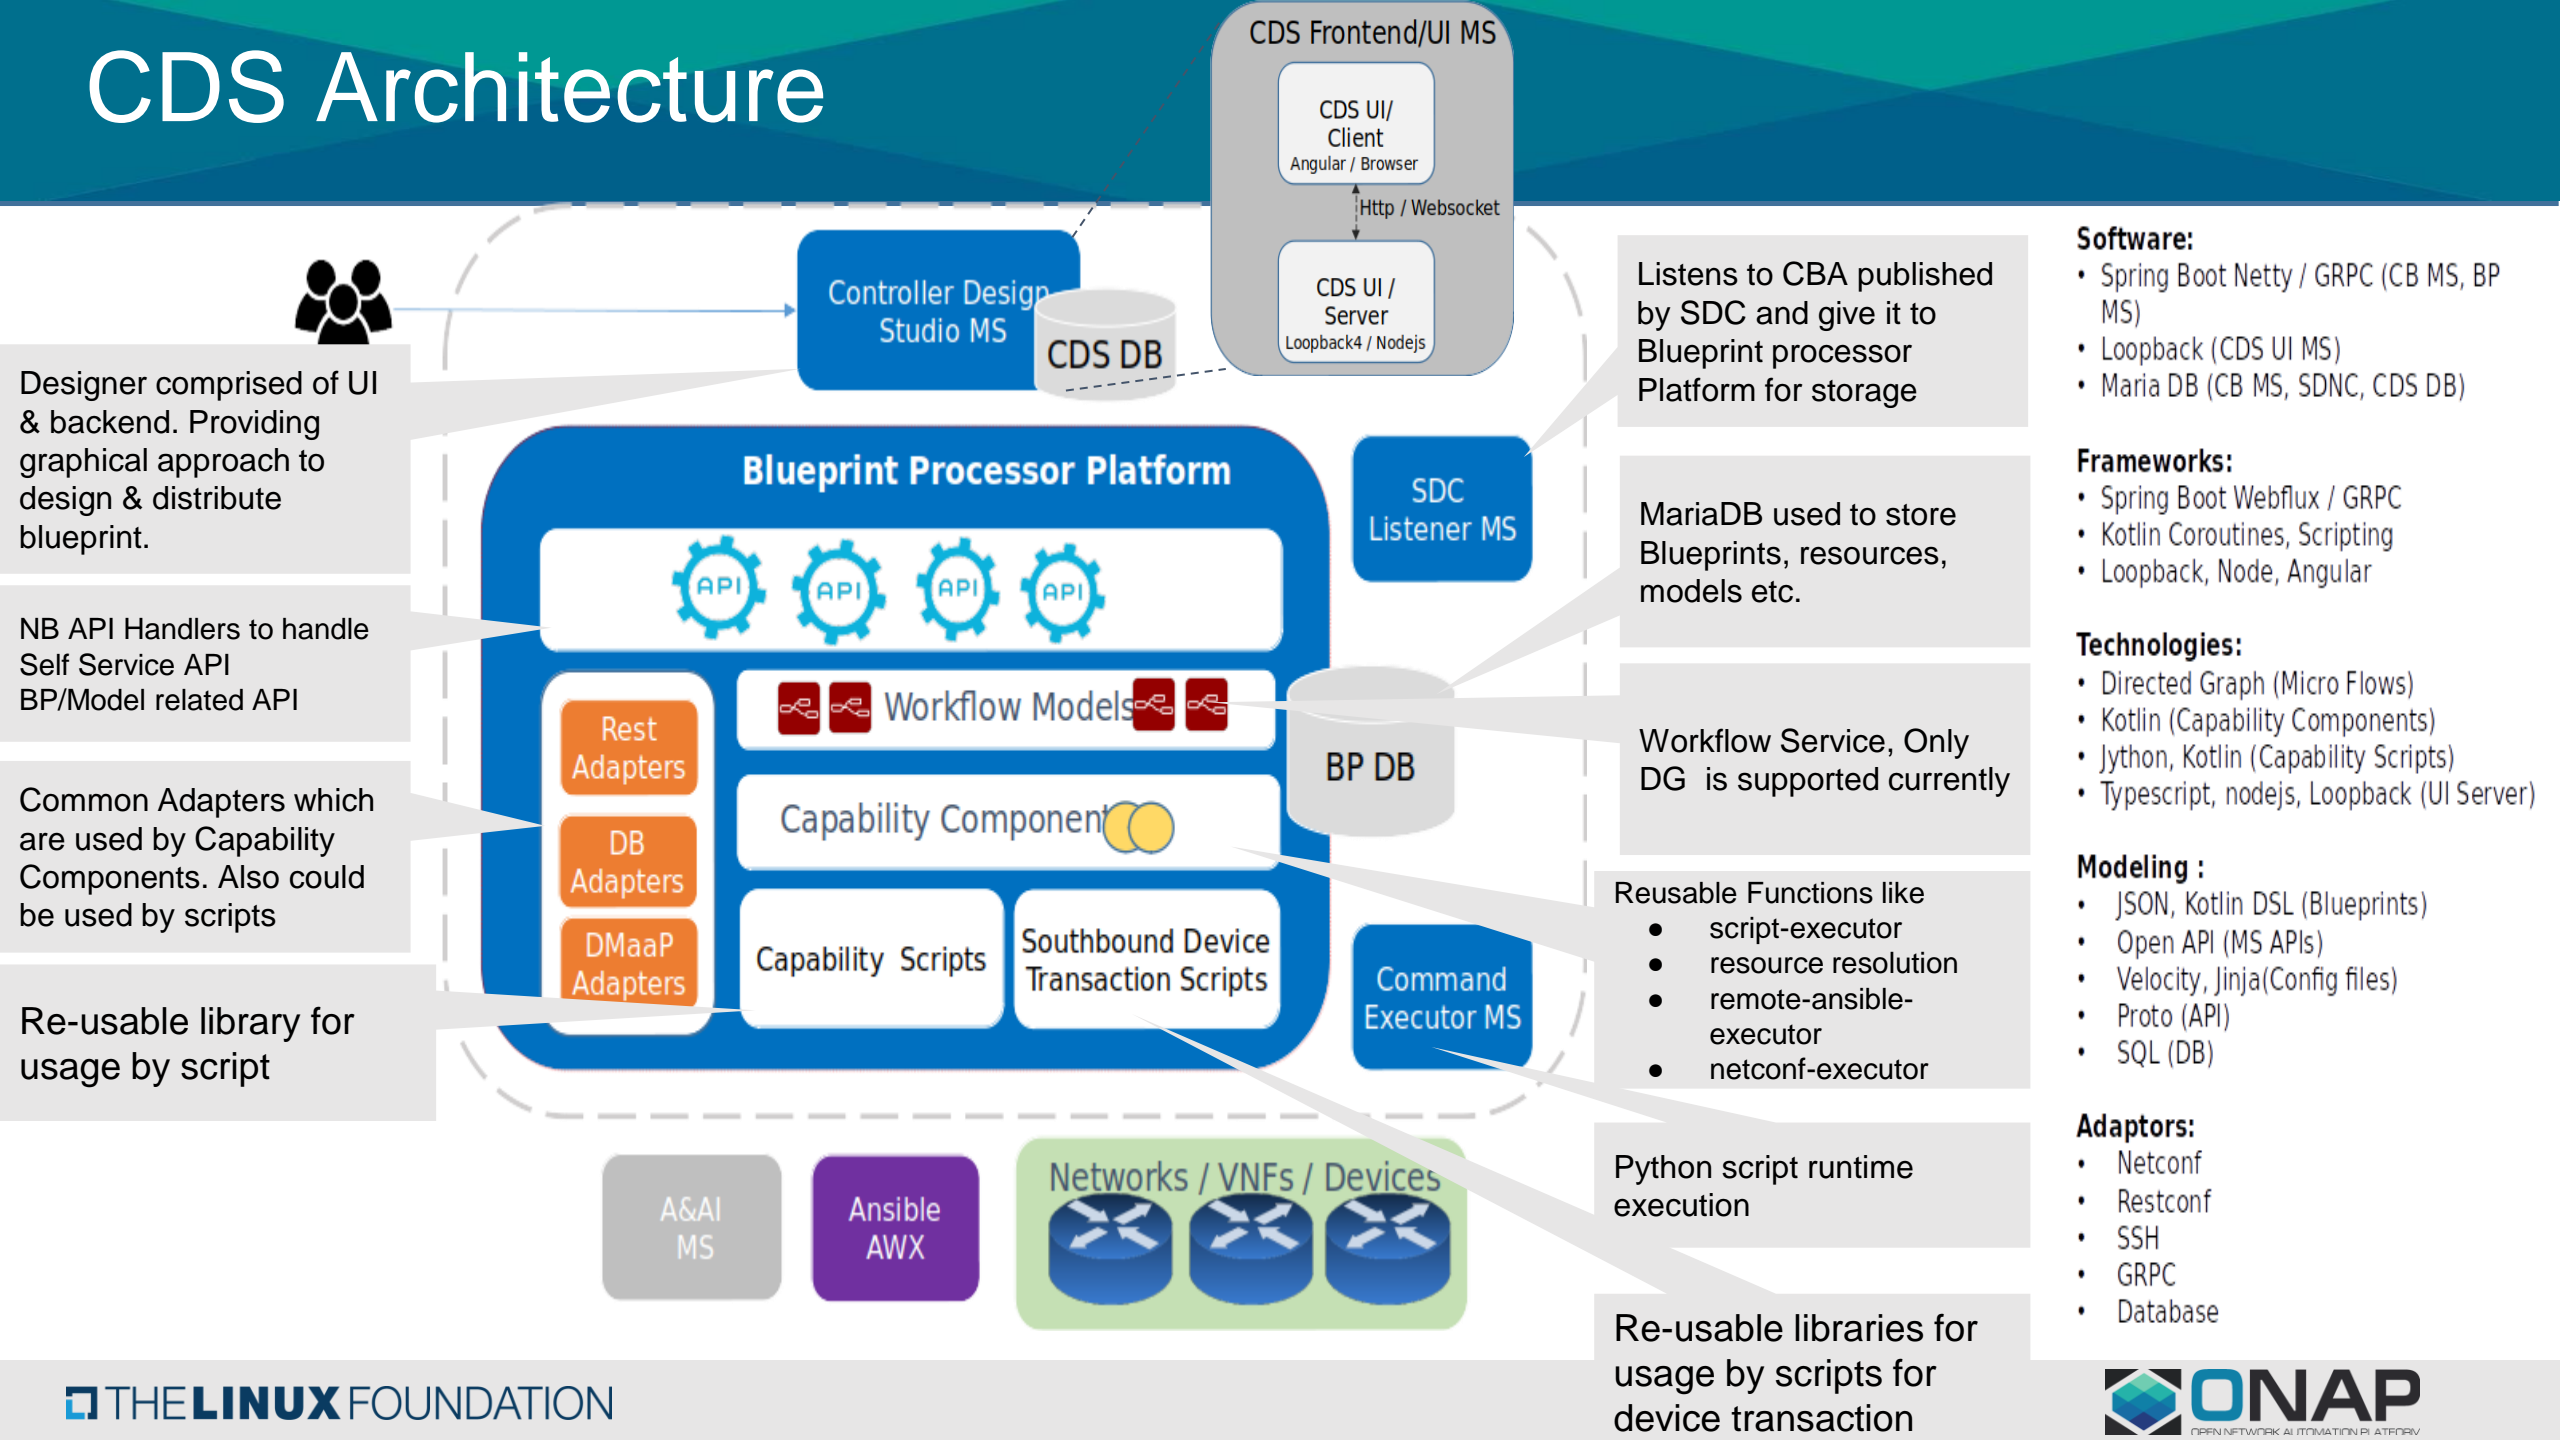 CDS Architecture
CDS Frontend/UI MS
CDS UI/
Client
Angular / Browser
Http / Websocket
CDS UI /
Server
Loopback4 / Nodejs
Controller Design
Studio MS
CDS DB
Designer comprised of UI
& backend. Providing
graphical approach to
design & distribute
blueprint.
NB API Handlers to handle
Self Service API
BP/Model related API
Common Adapters which
are used by Capability
Components. Also could
be used by scripts
Re-usable library for
usage by script
Blueprint Processor Platform
API
API
API
API
Rest
Adapters
DB
Adapters
DMaaP
Adapters
Workflow Models
Capability Component
Capability Scripts
Southbound Device
Transaction Scripts
SDC
Listener MS
BP DB
Command
Executor MS
A&AI
MS
Ansible
AWX
Networks / VNFs / Devices
Listens to CBA published
by SDC and give it to
Blueprint processor
Platform for storage
MariaDB used to store
Blueprints, resources,
models etc.
Workflow Service, Only
DG is supported currently
Reusable Functions like
● script-executor
● resource resolution
● remote-ansible-
executor
● netconf-executor
Python script runtime
execution
Re-usable libraries for
usage by scripts for
device transaction
Software:
• Spring Boot Netty / GRPC (CB MS, BP
MS)
• Loopback (CDS UI MS)
• Maria DB (CB MS, SDNC, CDS DB)
Frameworks:
• Spring Boot Webflux / GRPC
• Kotlin Coroutines, Scripting
• Loopback, Node, Angular
Technologies:
• Directed Graph (Micro Flows)
• Kotlin (Capability Components)
• Jython, Kotlin (Capability Scripts)
• Typescript, nodejs, Loopback (UI Server)
Modeling :
• JSON, Kotlin DSL (Blueprints)
• Open API (MS APIs)
• Velocity, Jinja(Config files)
• Proto (API)
• SQL (DB)
Adaptors:
• Netconf
• Restconf
• SSH
• GRPC
• Database
THE LINUX FOUNDATION
ONAP
OPEN NETWORK AUTOMATION PLATFORM